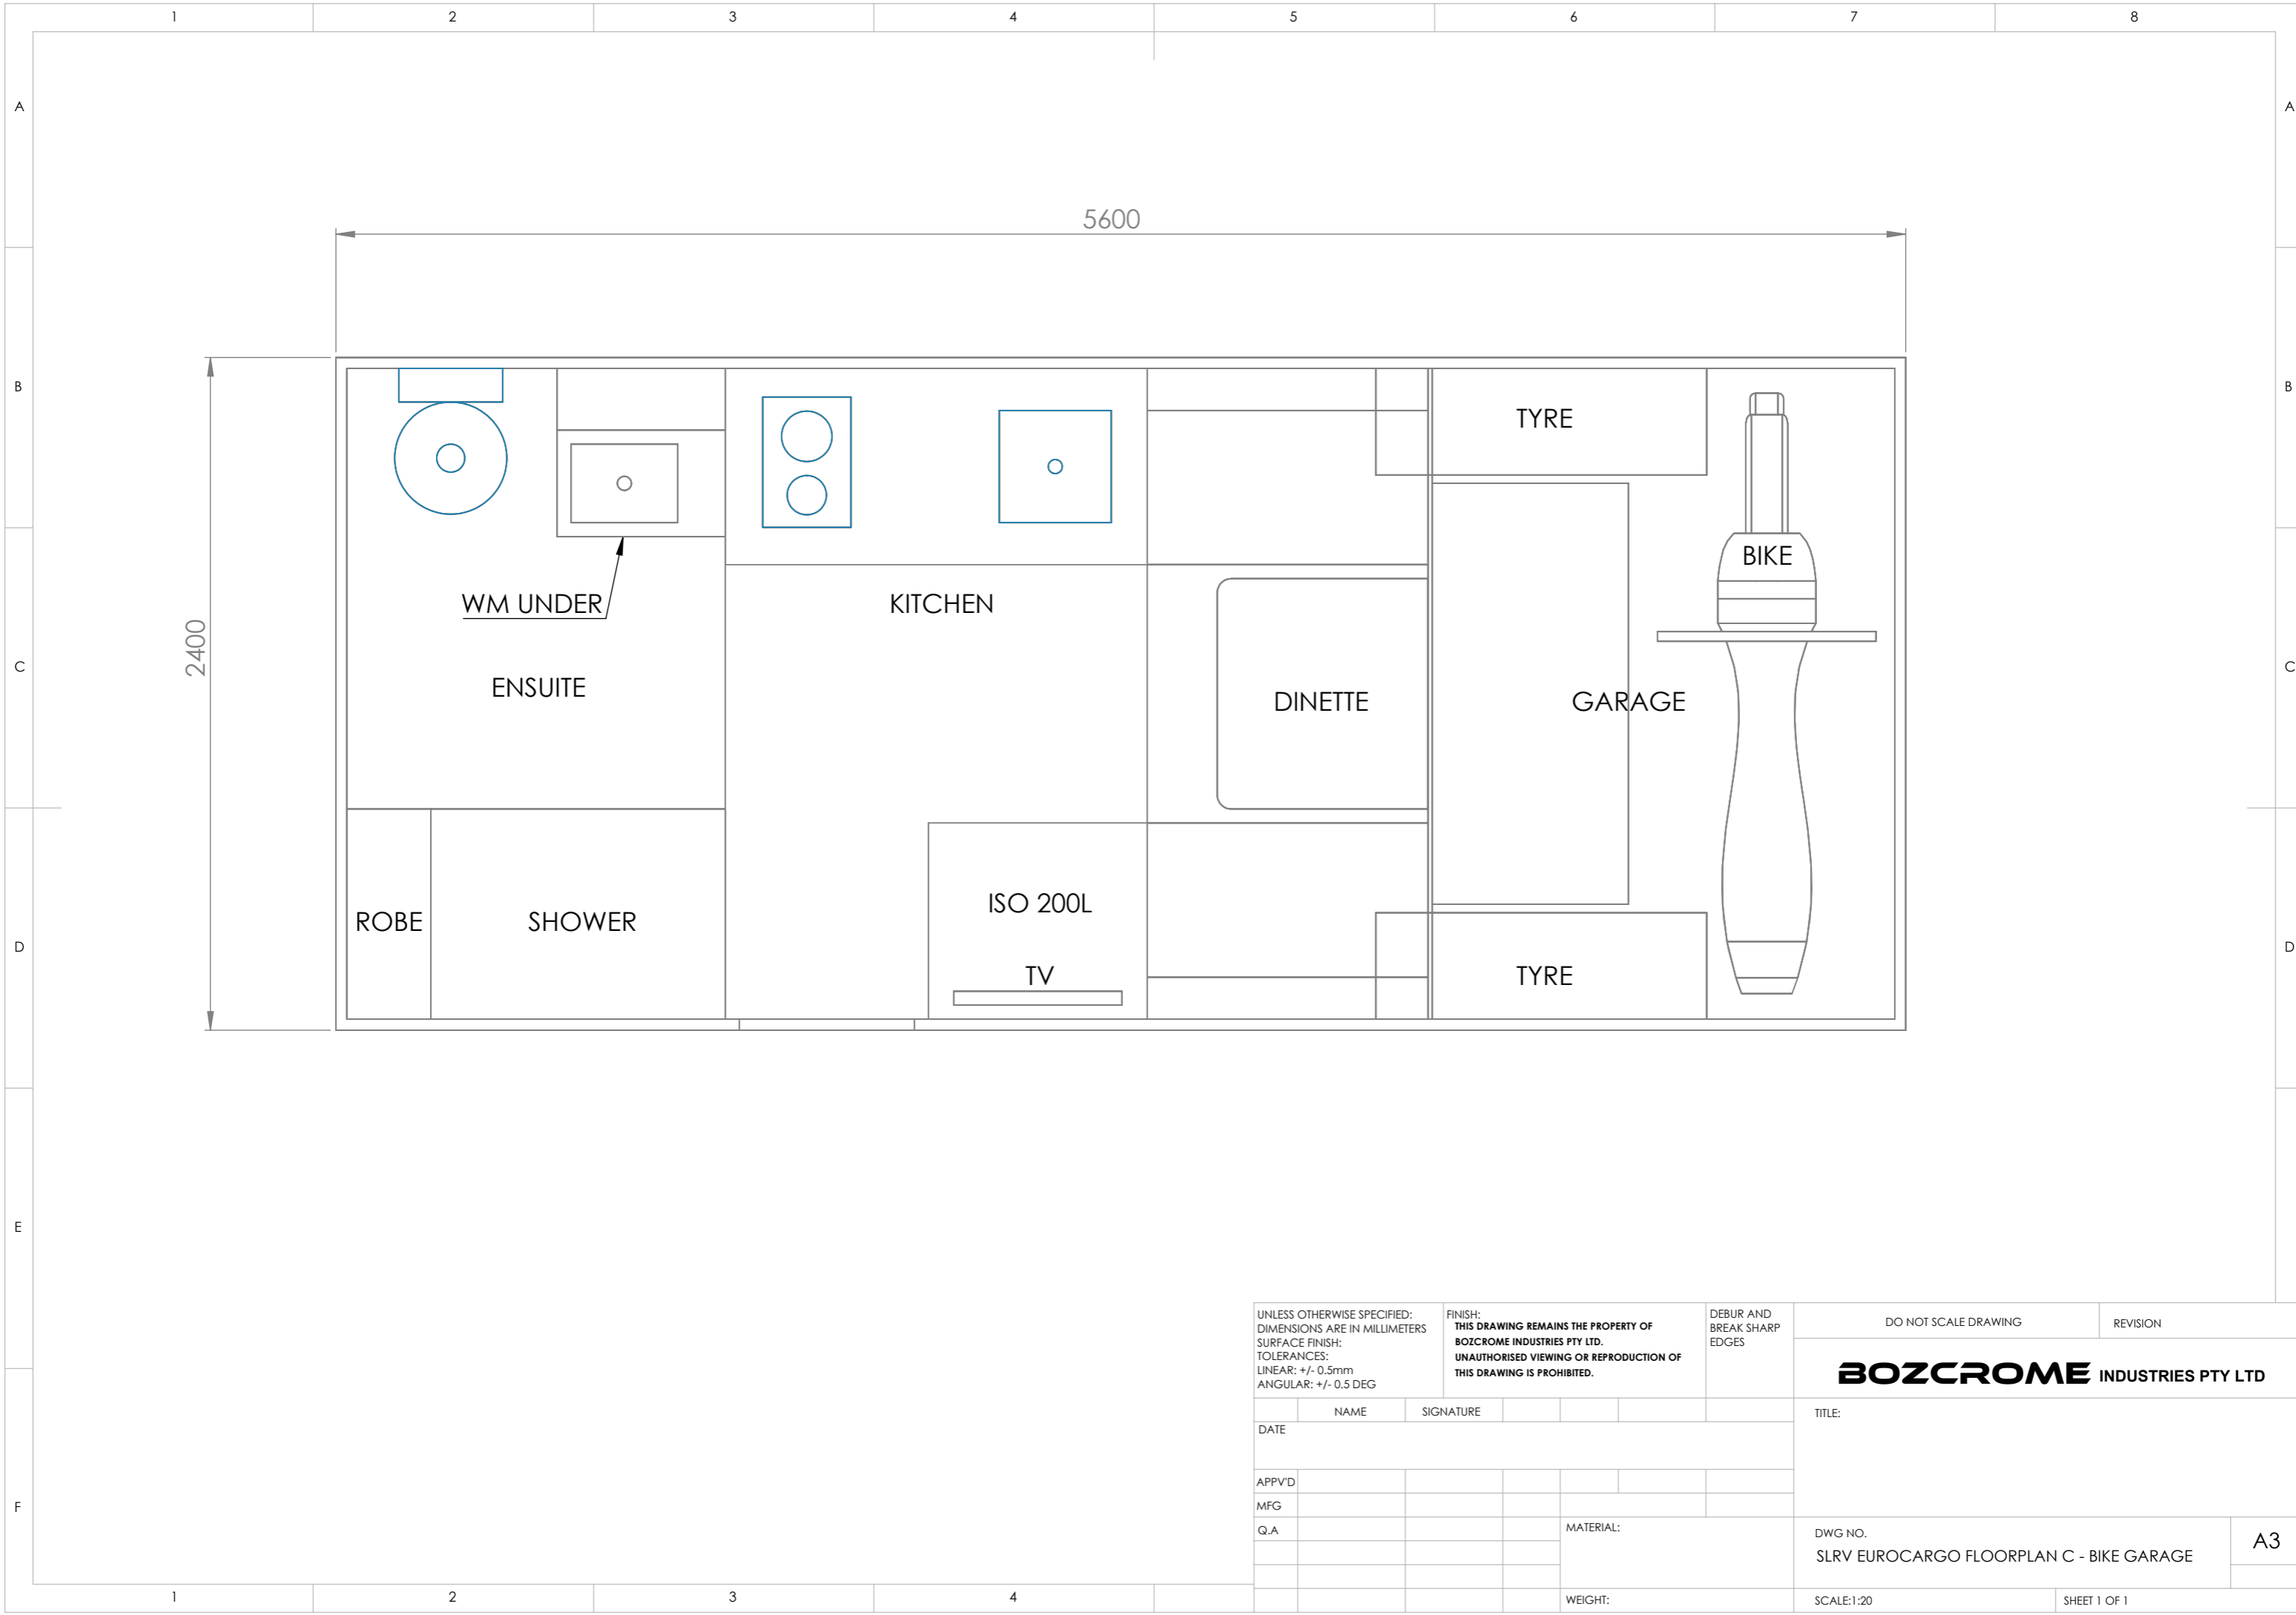 1 2 3 4 5 6 7 8
A A
5600
B B
TYRE
BIKE
WM UNDER KITCHEN
2400
C C
ENSUITE
DINETTE GARAGE
ISO 200L
ROBE SHOWER
D D
TV TYRE
E
UNLESS OTHERWISE SPECIFIED:
DIMENSIONS ARE IN MILLIMETERS
SURFACE FINISH:
TOLERANCES:
LINEAR: +/- 0.5mm
ANGULAR: +/- 0.5 DEG
FINISH:
THIS DRAWING REMAINS THE PROPERTY OF
BOZCROME INDUSTRIES PTY LTD.
UNAUTHORISED VIEWING OR REPRODUCTION OF
THIS DRAWING IS PROHIBITED.
DEBUR AND
BREAK SHARP
EDGES
DO NOT SCALE DRAWING REVISION
BOZCROME INDUSTRIES PTY LTD
NAME SIGNATURE
DATE
TITLE:
APPV'D
MFG
F
Q.A
MATERIAL:
DWG NO.
SLRV EUROCARGO FLOORPLAN C - BIKE GARAGE
A3
WEIGHT:
SCALE:1:20
SHEET 1 OF 1
1 2 3 4